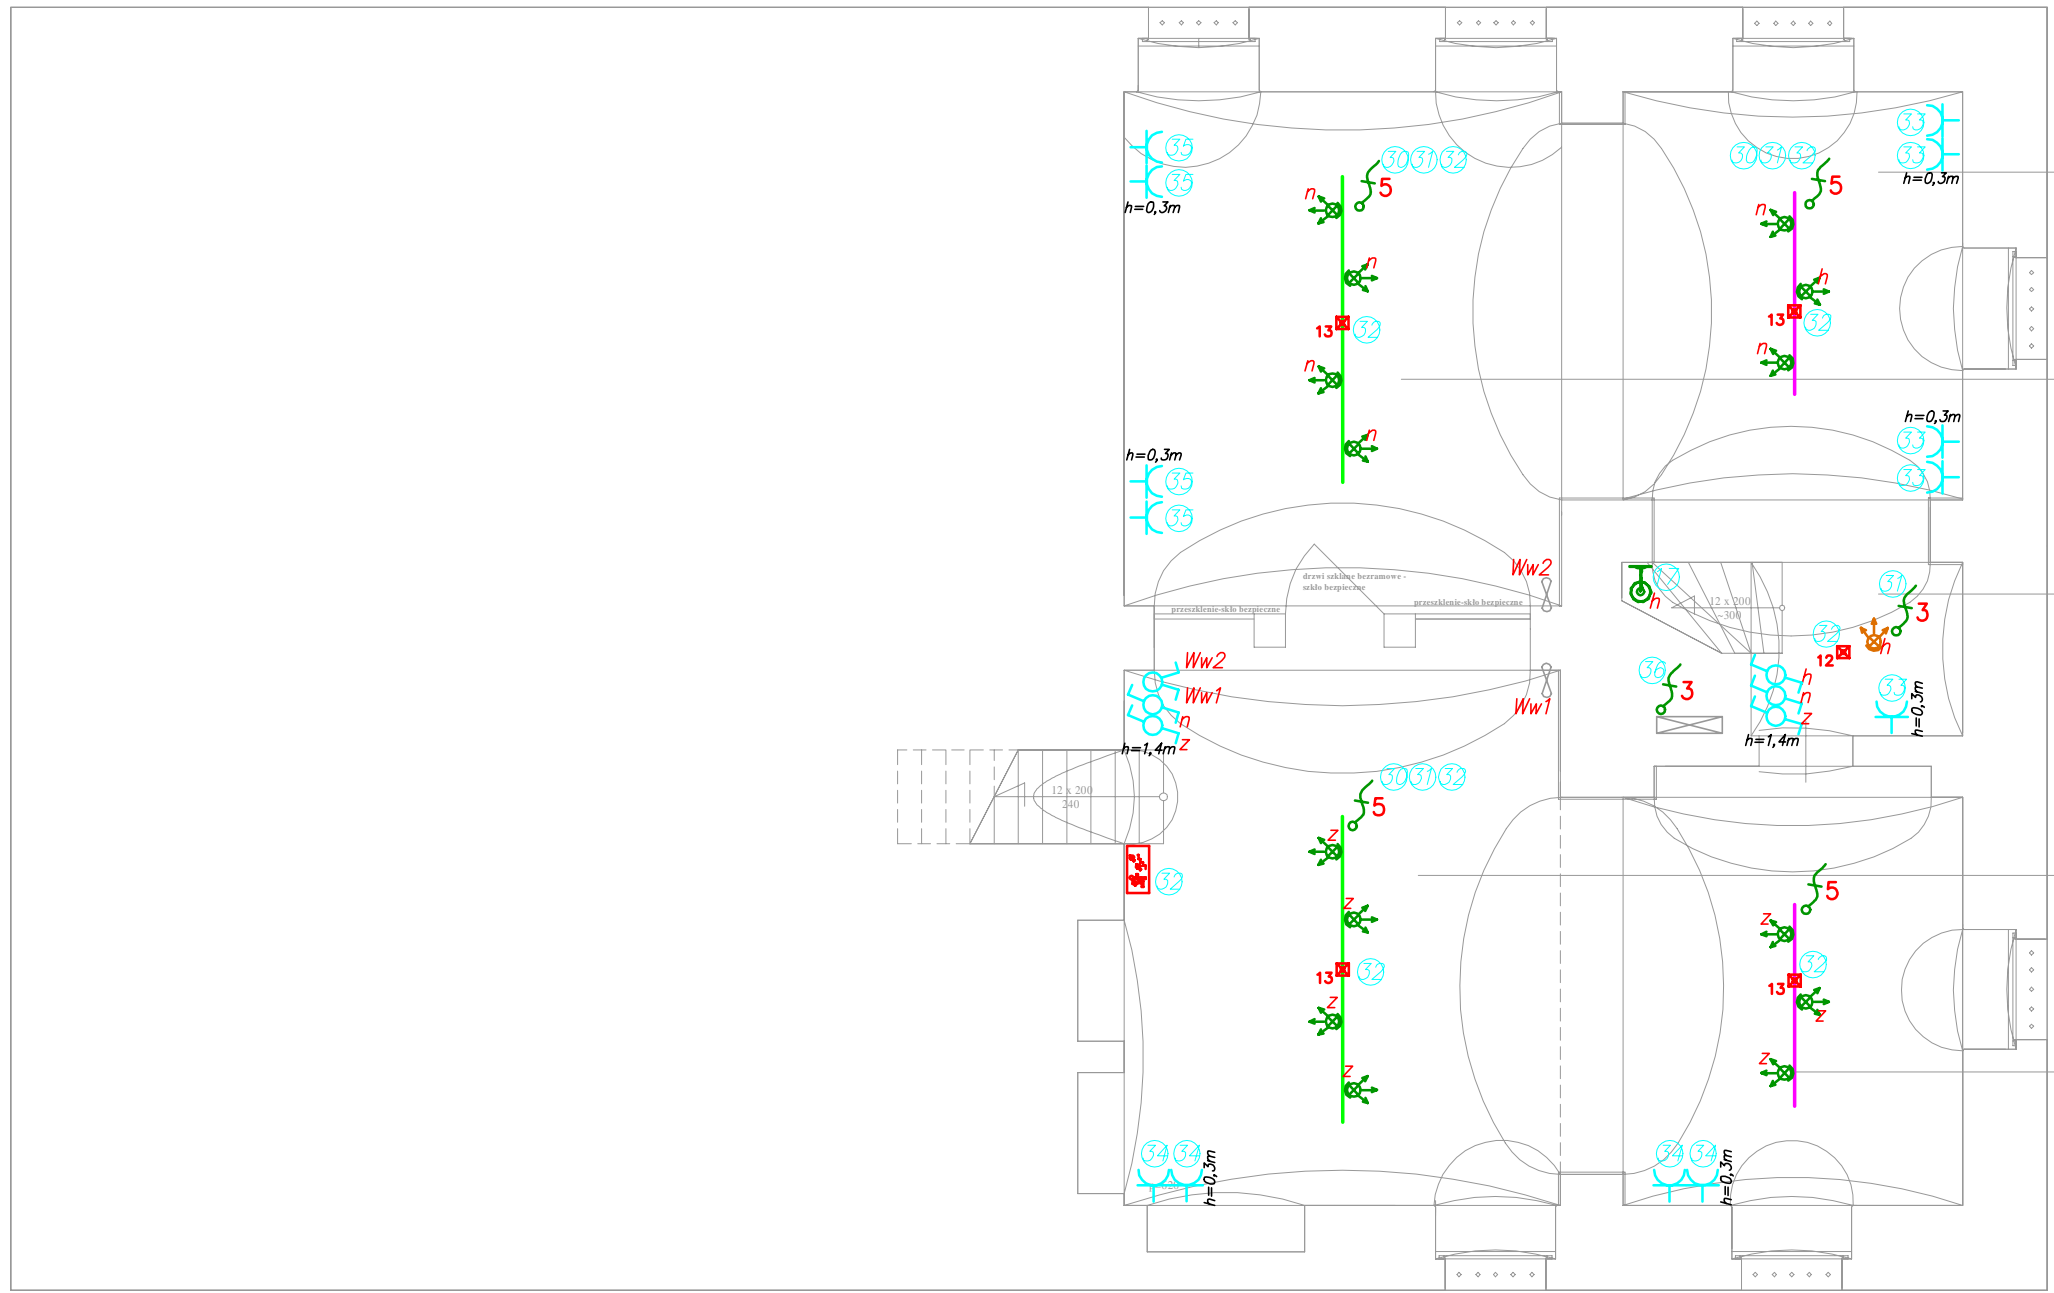 35
35
h=0,3m
30 31 32
5
n
n
13
32
n
n
h=0,3m
35
35
30 31 32
5
n
h
13
32
n
33
33
h=0,3m
h=0,3m
33
33
drzwi szklane bezramowe -
szkło bezpieczne
przeszklenie-szkło bezpieczne
przeszklenie-szkło bezpieczne
Ww2
Ww1
Ww2
Ww1
n
z
h=1,4m
12 x 200
240
32
17
h
12 x 200
~300
31
3
32
h
12
36
3
h
n
z
h=1,4m
33
h=0,3m
30 31 32
5
z
z
13
32
z
z
34 34
h=0,3m
5
z
32
13
z
z
34 34
h=0,3m